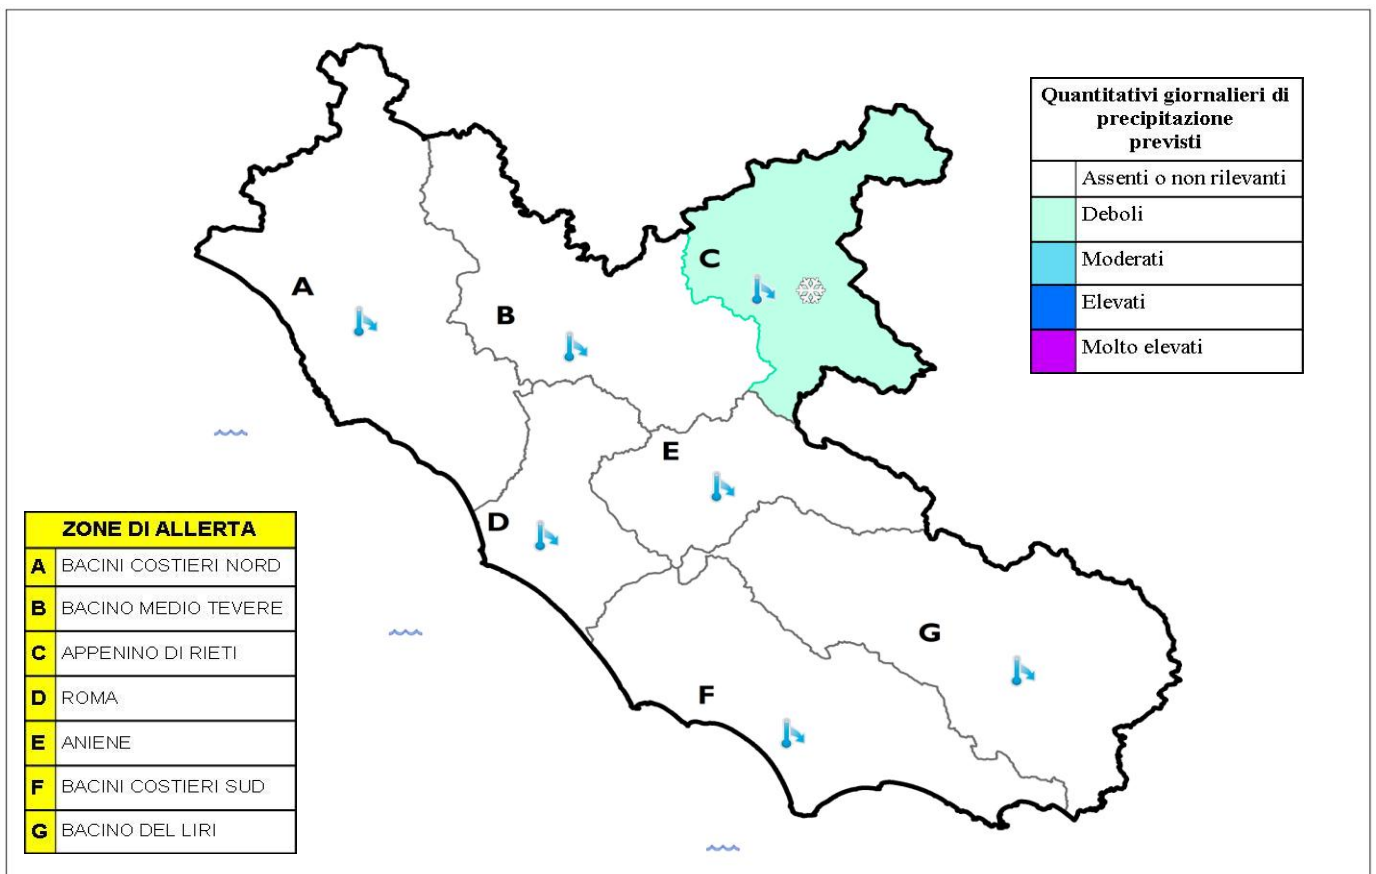 Quantitativi giornalieri di
precipitazione
previsti
Assenti o non rilevanti
Deboli
Moderati
Elevati
Molto elevati
A
B
C
D
E
F
G
ZONE DI ALLERTA
A BACINI COSTIERI NORD
B BACINO MEDIO TEVERE
C APPENINO DI RIETI
D ROMA
E ANIENE
F BACINI COSTIERI SUD
G BACINO DEL LIRI